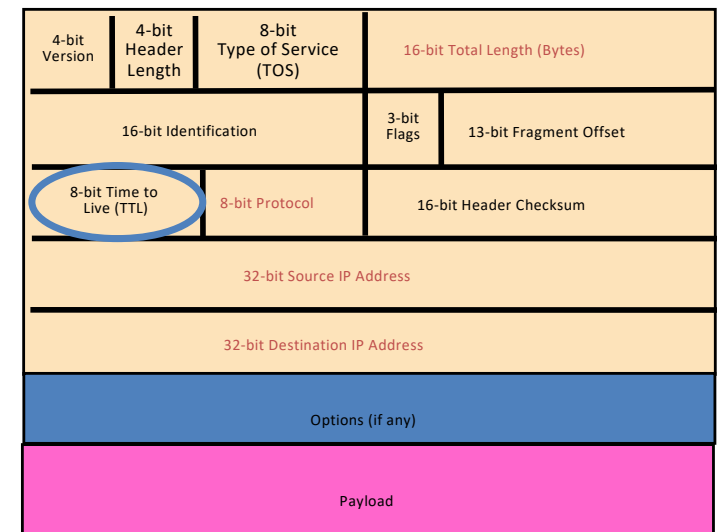 4-bit
Version
4-bit
Header
Length
8-bit
Type of Service
(TOS)
16-bit Total Length (Bytes)
16-bit Identification
3-bit
Flags
13-bit Fragment Offset
8-bit Time to
Live (TTL)
8-bit Protocol
16-bit Header Checksum
32-bit Source IP Address
32-bit Destination IP Address
Options (if any)
Payload